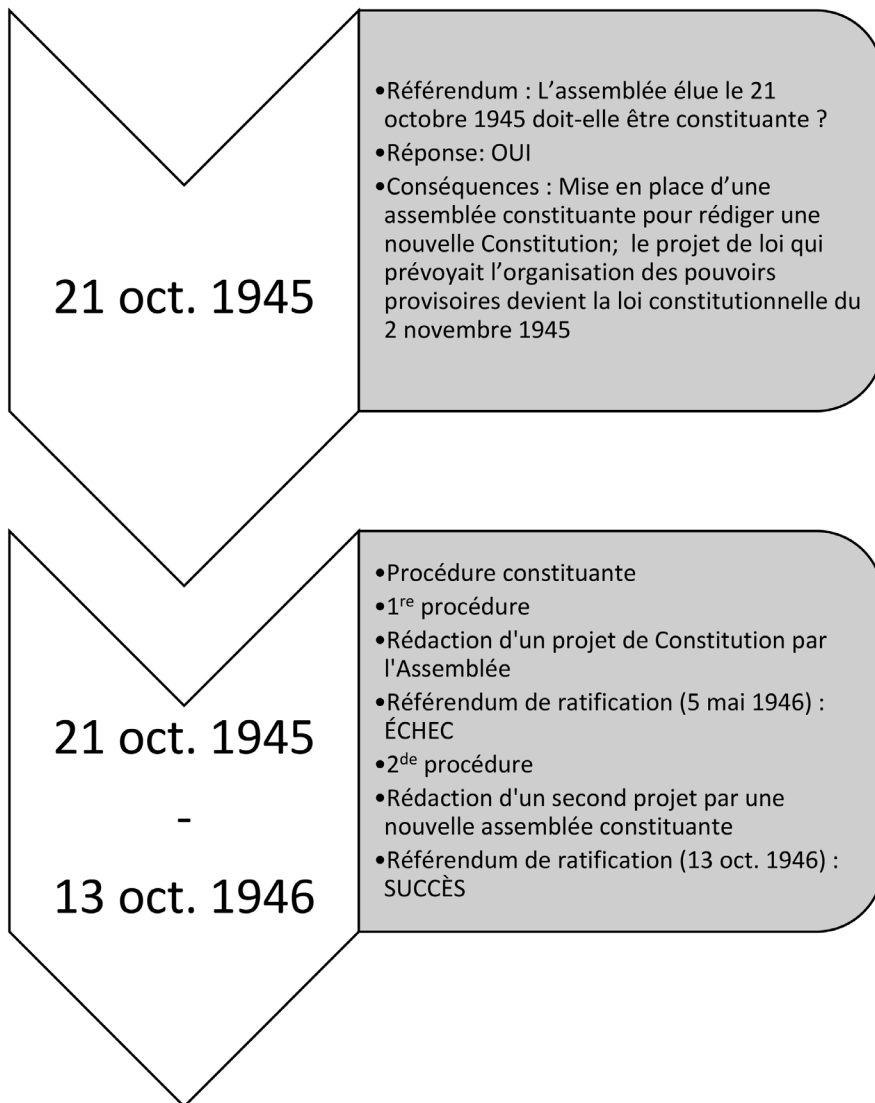 21 oct. 1945
•Référendum : L’assemblée élue le 21
octobre 1945 doit-elle être constituante ?
•Réponse: OUI
•Conséquences : Mise en place d’une
assemblée constituante pour rédiger une
nouvelle Constitution;  le projet de loi qui
prévoyait l’organisation des pouvoirs
provisoires devient la loi constitutionnelle du
2 novembre 1945
21 oct. 1945
-
13 oct. 1946
•Procédure constituante
•1re procédure
•Rédaction d'un projet de Constitution par
l'Assemblée
•Référendum de ratification (5 mai 1946) :
ÉCHEC
•2de procédure
•Rédaction d'un second projet par une
nouvelle assemblée constituante
•Référendum de ratification (13 oct. 1946) :
SUCCÈS